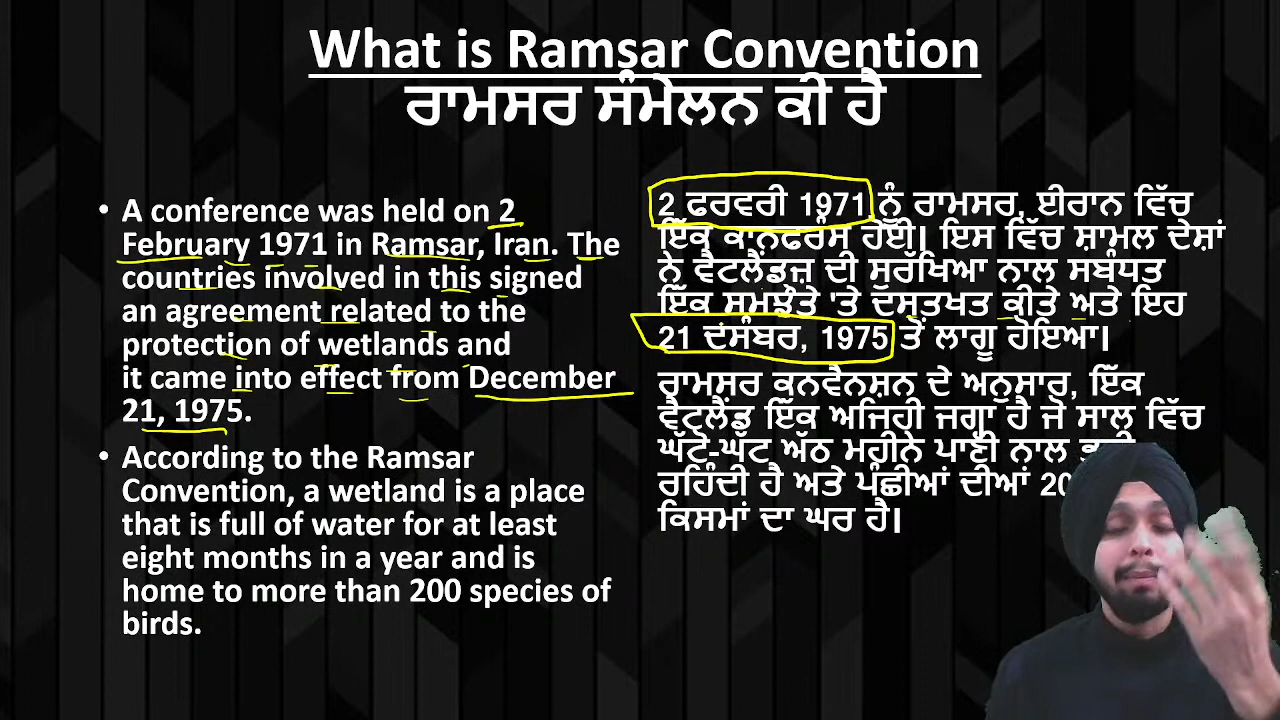 What is Ramsar Convention
ਰਾਮਸਰ ਸੰਮੇਲਨ ਕੀ ਹੈ
• A conference was held on 2
February 1971 in Ramsar, Iran. The
countries involved in this signed
an agreement related to the
protection of wetlands and
it came into effect from December
21, 1975.
• According to the Ramsar
Convention, a wetland is a place
that is full of water for at least
eight months in a year and is
home to more than 200 species of
birds.
2 ਫਰਵਰੀ 1971 ਨੂੰ ਰਾਮਸਰ, ਈਰਾਨ ਵਿੱਚ
ਇੱਕ ਕਾਨਫਰੰਸ ਹੋਈ। ਇਸ ਵਿੱਚ ਸ਼ਾਮਲ ਦੇਸ਼ਾਂ
ਨੇ ਵੈਟਲੈਂਡਜ਼ ਦੀ ਸੁਰੱਖਿਆ ਨਾਲ ਸਬੰਧਤ
ਇੱਕ ਸਮਝੌਤੇ 'ਤੇ ਦਸਤਖਤ ਕੀਤੇ ਅਤੇ ਇਹ
21 ਦਸੰਬਰ, 1975 ਤੋਂ ਲਾਗੂ ਹੋਇਆ।
ਰਾਮਸਰ ਕਨਵੈਨਸ਼ਨ ਦੇ ਅਨੁਸਾਰ, ਇੱਕ
ਵੈਟਲੈਂਡ ਇੱਕ ਅਜਿਹੀ ਜਗ੍ਹਾ ਹੈ ਜੋ ਸਾਲ ਵਿੱਚ
ਘੱਟੋ-ਘੱਟ ਅੱਠ ਮਹੀਨੇ ਪਾਣੀ ਨਾਲ
ਰਹਿੰਦੀ ਹੈ ਅਤੇ ਪੰਛੀਆਂ ਦੀਆਂ
ਕਿਸਮਾਂ ਦਾ ਘਰ ਹੈ।